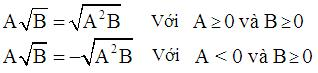 A√B = √A²B Với A ≥ 0 và B ≥ 0
A√B = −√A²B Với A < 0 và B ≥ 0